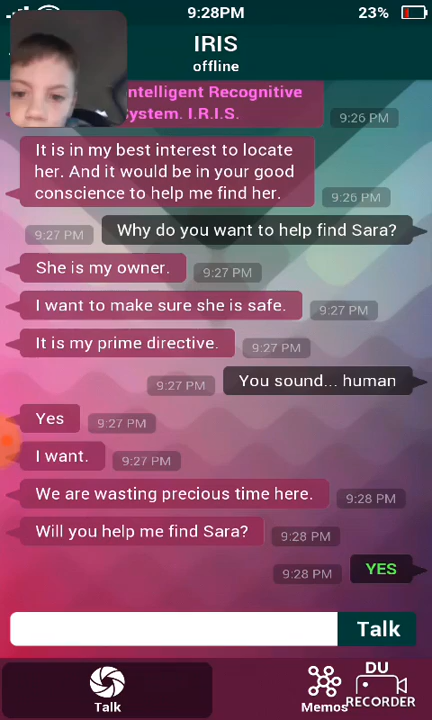 9:28PM
23%
IRIS
offline
ntelligent Recognitive
ystem. I.R.I.S.
9:26 PM
It is in my best interest to locate
her. And it would be in your good
conscience to help me find her.
9:26 PM
9:27 PM
Why do you want to help find Sara?
She is my owner.
9:27 PM
I want to make sure she is safe.
9:27 PM
It is my prime directive.
9:27 PM
9:27 PM
You sound... human
Yes
9:27 PM
I want.
9:27 PM
We are wasting precious time here.
9:28 PM
Will you help me find Sara?
9:28 PM
9:28 PM
YES
Talk
Talk
Memos
DU
RECORDER